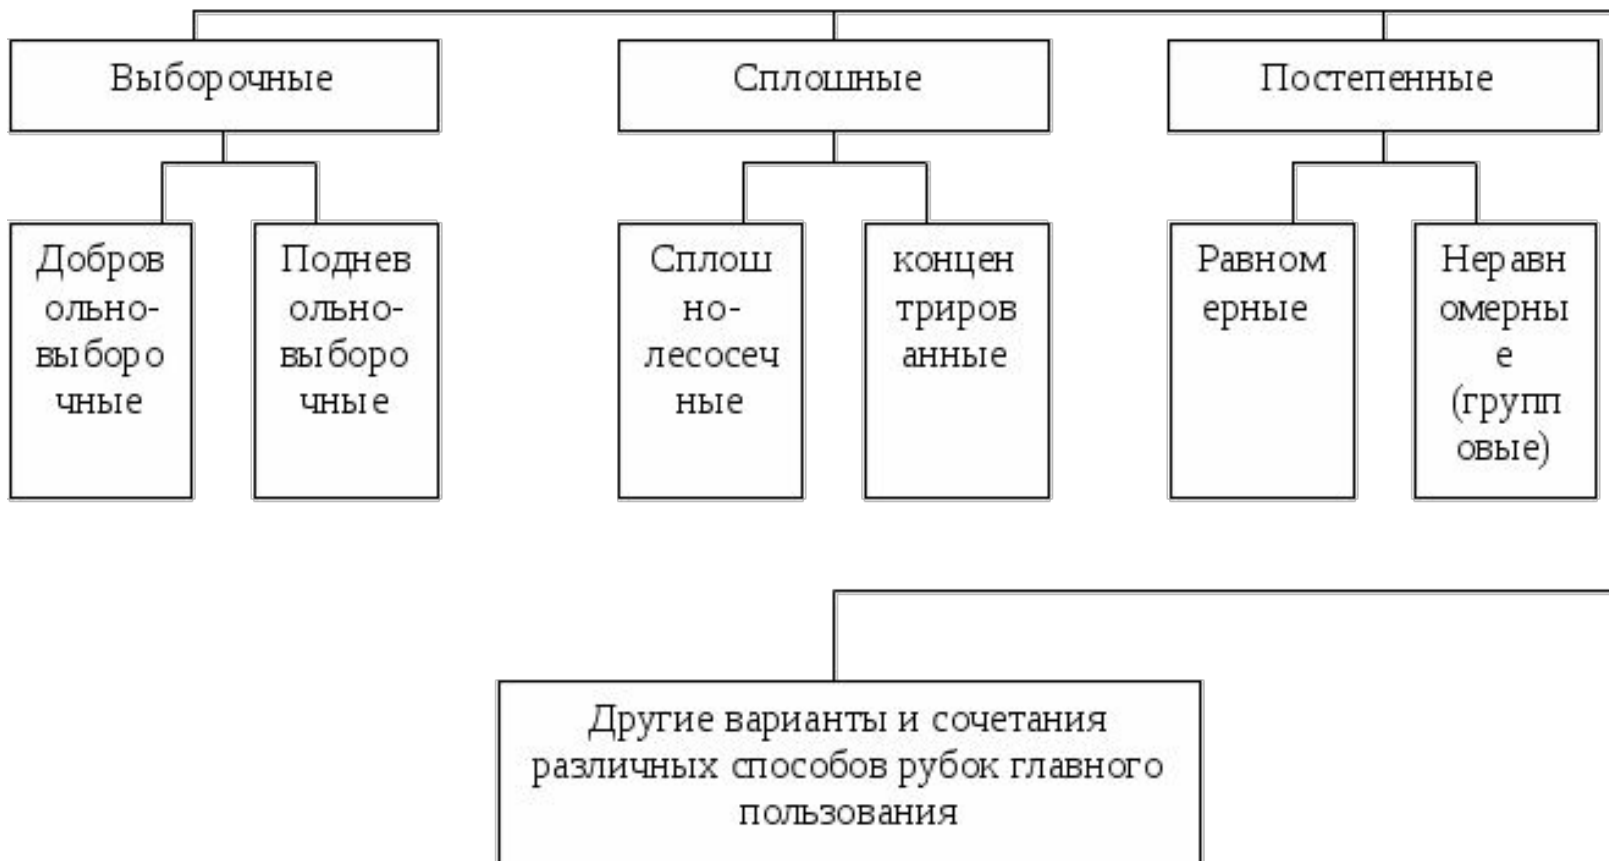 Выборочные
Сплошные
Постепенные
Добров
ольно-
выборо
чные
Поднев
ольно-
выборо
чные
Сплош
но-
лесосеч
ные
концен
триров
анные
Равном
ерные
Неравн
омерны
е
(групп
овые)
Другие варианты и сочетания
различных способов рубок главного
пользования